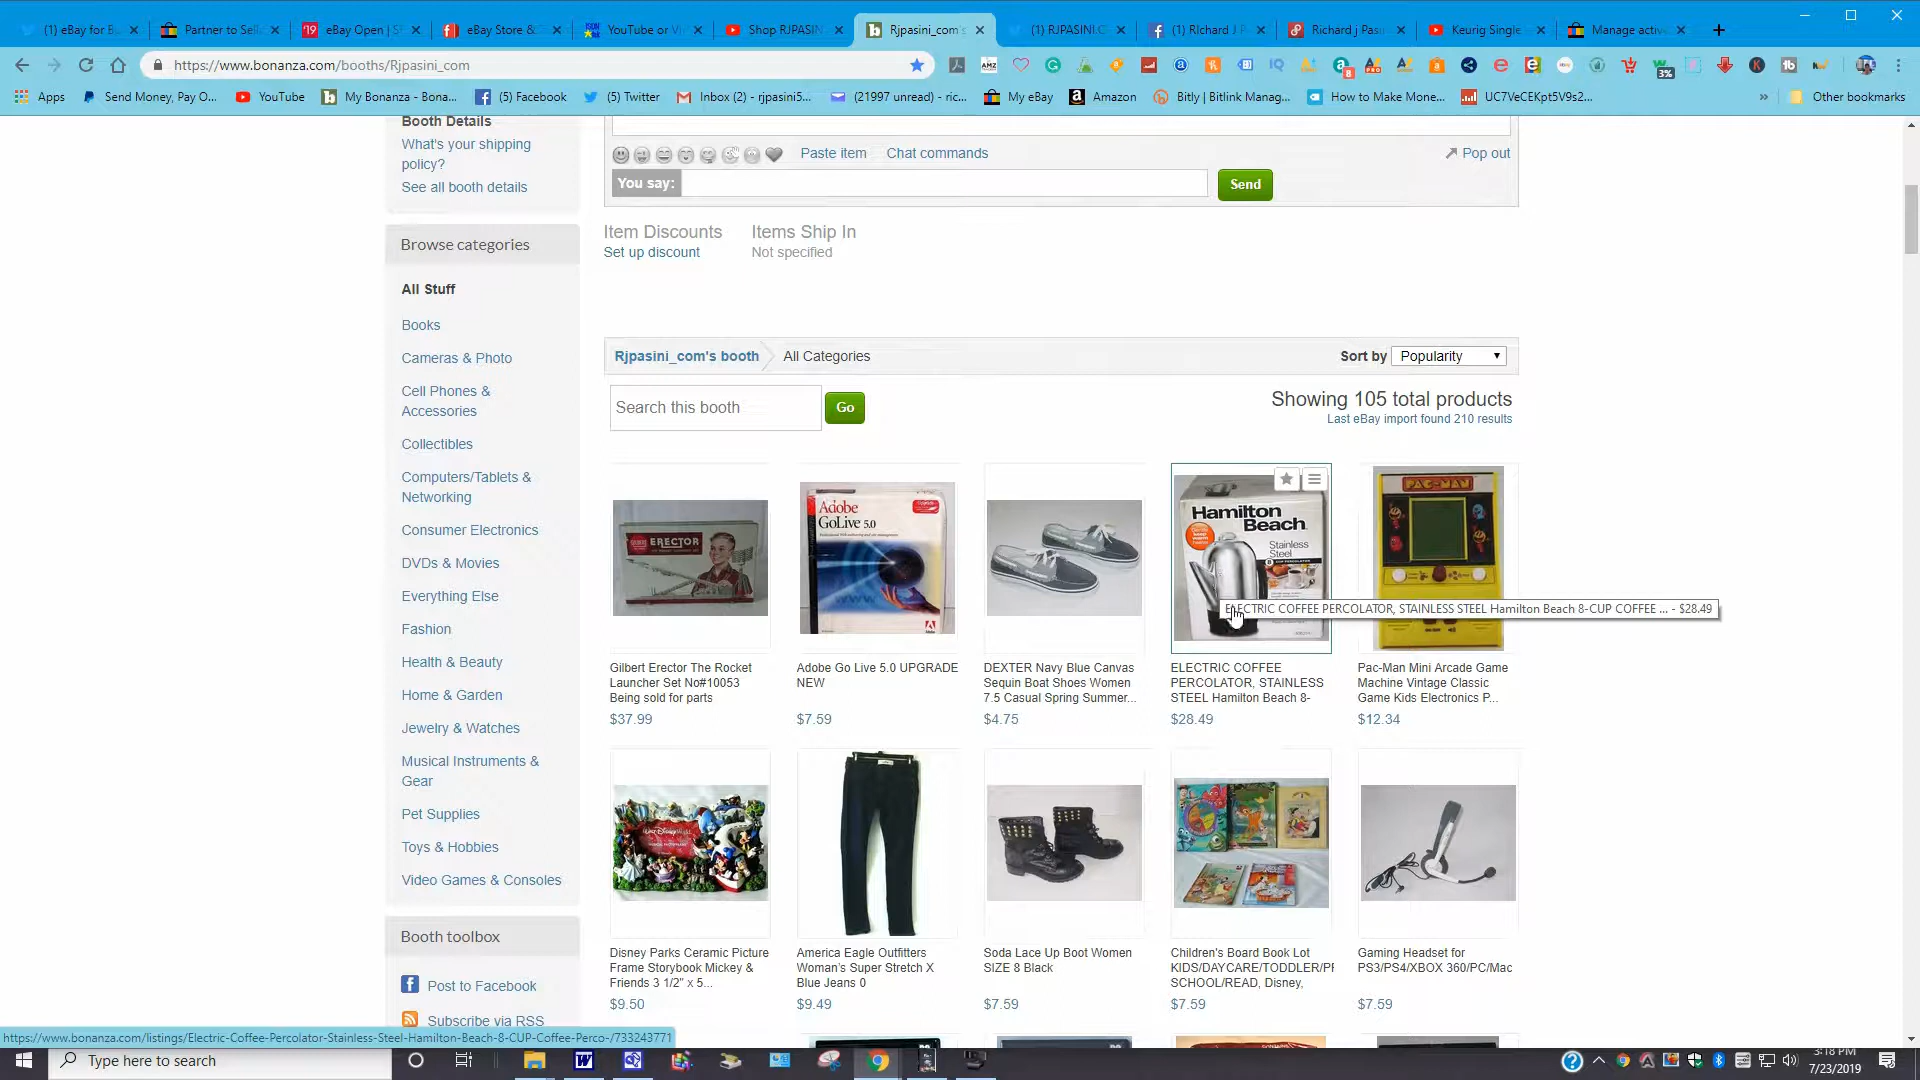 (1) eBay for Bu
Partner to Sell
eBay Open | SF
eBay Store &
YouTube or Vi
Shop RJPASIN
Rjpasini_com's
(1) RJPASINI.C
(1) Richard J P
Richard j Pasi
Keurig Single
Manage activ
https://www.bonanza.com/booths/Rjpasini_com
Apps
Send Money, Pay O...
YouTube
My Bonanza - Bona...
(5) Facebook
(5) Twitter
Inbox (2) - rjpasini5...
(21997 unread) - ric...
My eBay
Amazon
Bitly | Bitlink Manag...
How to Make Mone...
UC7VeCEKpt5V9s2...
»
Other bookmarks
Booth Details
What's your shipping
policy?
See all booth details
Paste item
Chat commands
Pop out
You say:
Send
Item Discounts
Set up discount
Items Ship In
Not specified
Browse categories
All Stuff
Books
Cameras & Photo
Cell Phones &
Accessories
Collectibles
Computers/Tablets &
Networking
Consumer Electronics
DVDs & Movies
Everything Else
Fashion
Health & Beauty
Home & Garden
Jewelry & Watches
Musical Instruments &
Gear
Pet Supplies
Toys & Hobbies
Video Games & Consoles
Booth toolbox
Post to Facebook
Subscribe via RSS
Rjpasini_com's booth
All Categories
Sort by
Popularity
Search this booth
Go
Showing 105 total products
Last eBay import found 210 results
ERECTOR
Adobe
GoLive 5.0
Hamilton
Beach
Stainless
Steel
PAC-MAN
ELECTRIC COFFEE PERCOLATOR, STAINLESS STEEL Hamilton Beach 8-CUP COFFEE ... - $28.49
Gilbert Erector The Rocket
Launcher Set No#10053
Being sold for parts
$37.99
Adobe Go Live 5.0 UPGRADE
NEW
$7.59
DEXTER Navy Blue Canvas
Sequin Boat Shoes Women
7.5 Casual Spring Summer...
$4.75
ELECTRIC COFFEE
PERCOLATOR, STAINLESS
STEEL Hamilton Beach 8-
$28.49
Pac-Man Mini Arcade Game
Machine Vintage Classic
Game Kids Electronics P...
$12.34
Disney Parks Ceramic Picture
Frame Storybook Mickey &
Friends 3 1/2" x 5...
$9.50
America Eagle Outfitters
Woman's Super Stretch X
Blue Jeans 0
$9.49
Soda Lace Up Boot Women
SIZE 8 Black
$7.59
Children's Board Book Lot
KIDS/DAYCARE/TODDLER/PF
SCHOOL/READ, Disney,
$7.59
Gaming Headset for
PS3/PS4/XBOX 360/PC/Mac
$7.59
https://www.bonanza.com/listings/Electric-Coffee-Percolator-Stainless-Steel-Hamilton-Beach-8-CUP-Coffee-Perco-/733243771
Type here to search
3:18 PM
7/23/2019